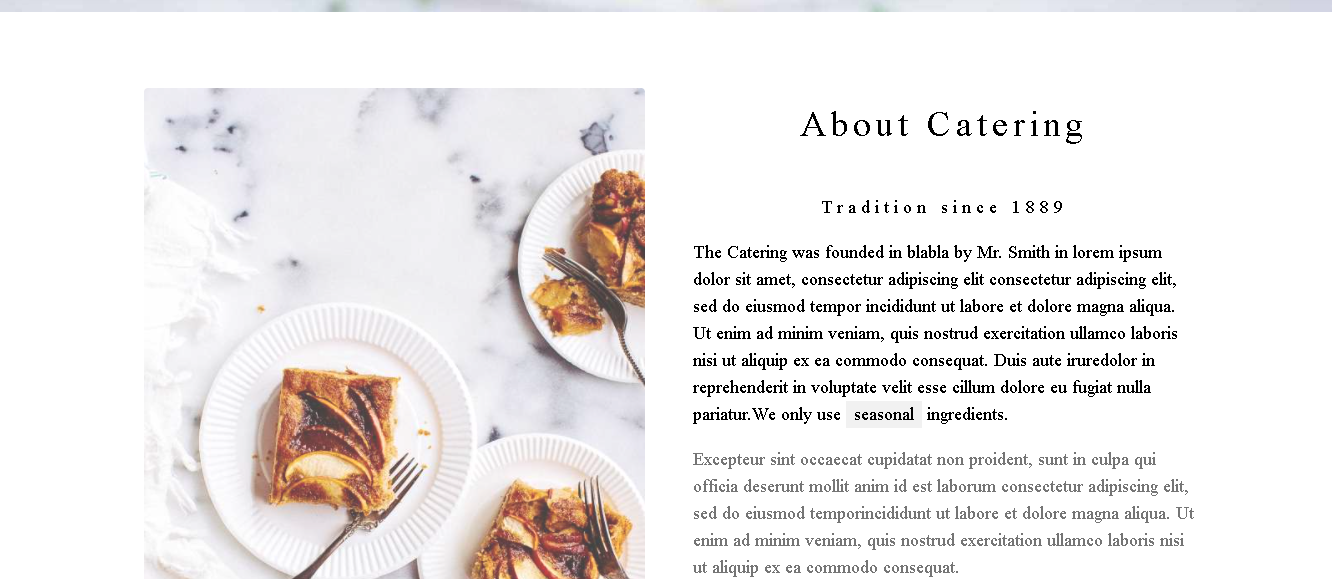 About Catering
Tradition since 1889
The Catering was founded in blabla by Mr. Smith in lorem ipsum
dolor sit amet, consectetur adipiscing elit consectetur adipiscing elit,
sed do eiusmod tempor incididunt ut labore et dolore magna aliqua.
Ut enim ad minim veniam, quis nostrud exercitation ullamco laboris
nisi ut aliquip ex ea commodo consequat. Duis aute iruredolor in
reprehenderit in voluptate velit esse cillum dolore eu fugiat nulla
pariatur.We only use seasonal ingredients.
Excepteur sint occaecat cupidatat non proident, sunt in culpa qui
officia deserunt mollit anim id est laborum consectetur adipiscing elit,
sed do eiusmod temporincididunt ut labore et dolore magna aliqua. Ut
enim ad minim veniam, quis nostrud exercitation ullamco laboris nisi
ut aliquip ex ea commodo consequat.